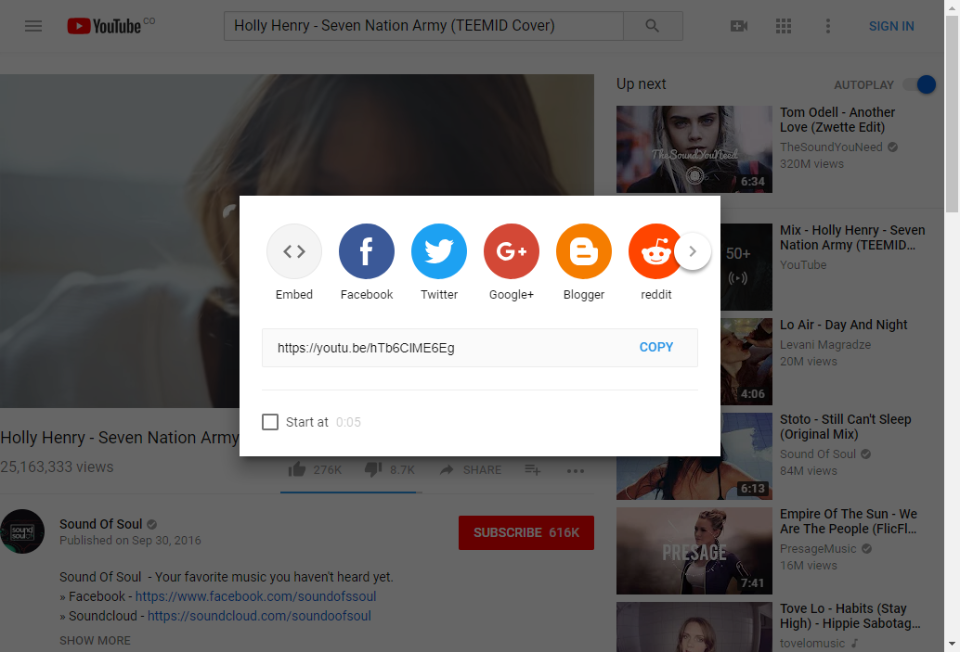 YouTube CO
Holly Henry - Seven Nation Army (TEEMID Cover)
SIGN IN
Up next
AUTOPLAY
TheSoundYouNeed
6:34
Tom Odell - Another
Love (Zwette Edit)
TheSoundYouNeed
320M views
50+
Mix - Holly Henry - Seven
Nation Army (TEEMID...
YouTube
4:06
Lo Air - Day And Night
Levani Magradze
20M views
6:13
Stoto - Still Can't Sleep
(Original Mix)
Sound Of Soul
84M views
PRESAGE
7:41
Empire Of The Sun - We
Are The People (FlicFl...
PresageMusic
16M views
Tove Lo - Habits (Stay
High) - Hippie Sabotag...
tovelomusic
Embed
Facebook
Twitter
Google+
Blogger
reddit
https://youtu.be/hTb6ClME6Eg
COPY
Start at 0:05
Holly Henry - Seven Nation Army
25,163,333 views
276K
8.7K
SHARE
sound
soul
Sound Of Soul
Published on Sep 30, 2016
SUBSCRIBE 616K
Sound Of Soul - Your favorite music you haven't heard yet.
» Facebook - https://www.facebook.com/soundofssoul
» Soundcloud - https://soundcloud.com/soundoofsoul
SHOW MORE